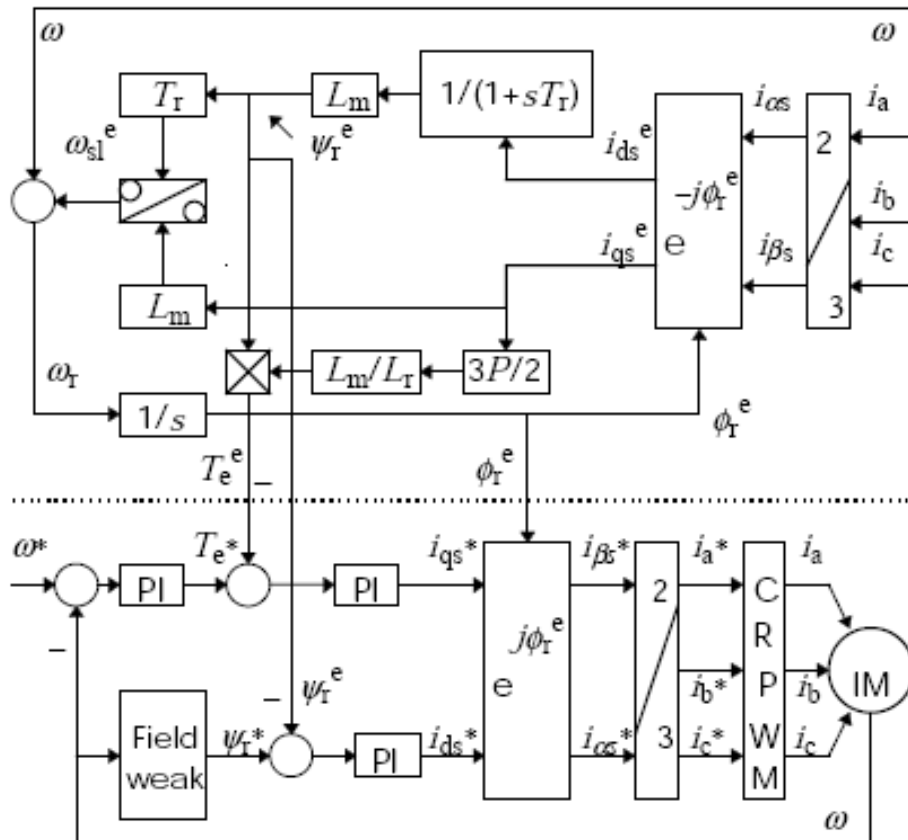 ω ω
T_r L_m 1/(1+sT_r) i_αs i_a
ω_sl^e ψ_r^e i_ds^e 2
-jφ_r^e i_b
e
i_qs^e i_βs i_c
L_m 3
ω_r L_m/L_r 3P/2
1/s φ_r^e
T_e^e – φ_r^e
ω* T_e* i_qs* i_βs* i_a* i_a
PI PI 2 C
– jφ_r^e R
e i_b* P i_b IM
– ψ_r^e
Field ψ_r* i_ds* i_αs* 3 i_c* W i_c
weak PI M
ω